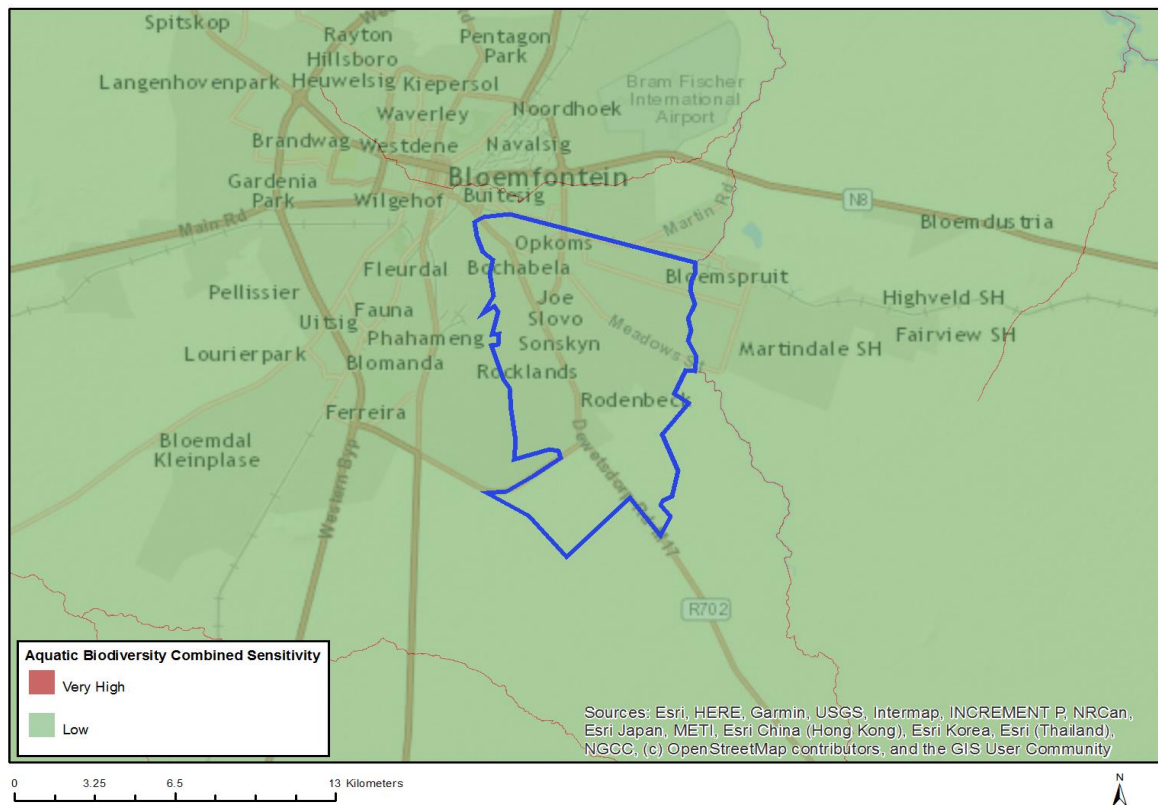 Spitskop
Rayton
Pentagon
Park
Hillsboro
Langenhovenpark
Heuwelsig
Kiepersol
Bram Fischer
International
Airport
Waverley
Noordhoek
Brandwag
Westdene
Navalsig
Bloemfontein
Gardenia
Park
Wilgehof
Buitesig
Main Rd
Martin Rd
N8
Bloemdustria
Opkoms
Fleurdal
Bochabela
Bloemspruit
Pellissier
Fauna
Joe
Slovo
Highveld SH
Uitsig
Phahameng
Sonskyn
Meadows St
Fairview SH
Lourierpark
Blomanda
Rocklands
Martindale SH
Ferreira
Rodenbeck
Bloemdal
Kleinplase
Western Byp
Dewetsdorp Rd M17
R702
Aquatic Biodiversity Combined Sensitivity
Very High
Low
Sources: Esri, HERE, Garmin, USGS, Intermap, INCREMENT P, NRCan,
Esri Japan, METI, Esri China (Hong Kong), Esri Korea, Esri (Thailand),
NGCC, (c) OpenStreetMap contributors, and the GIS User Community
0 3.25 6.5 13 Kilometers
N